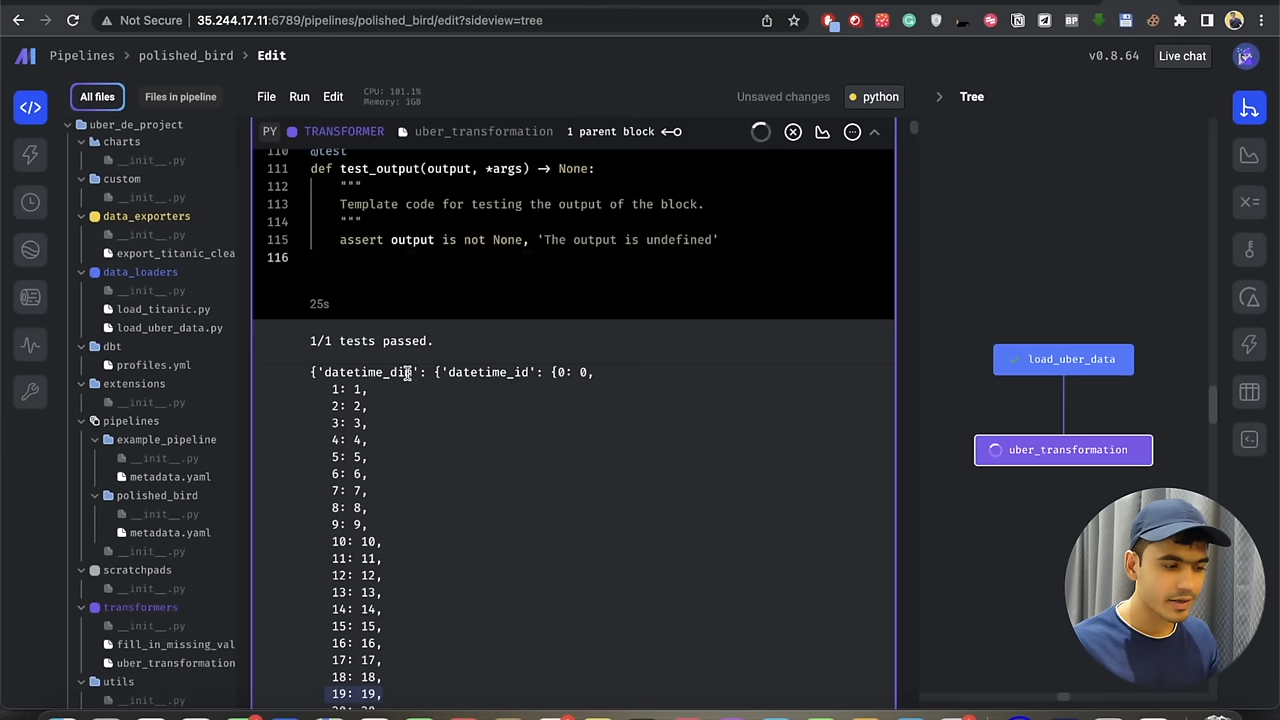 Not Secure 35.244.17.11:6789/pipelines/polished_bird/edit?sideview=tree
Pipelines > polished_bird > Edit
v0.8.64
Live chat
All files
Files in pipeline
File Run Edit
CPU: 101.1%
Memory: 1GB
Unsaved changes
python
Tree
uber_de_project
charts
__init__.py
custom
__init__.py
data_exporters
__init__.py
export_titanic_clea
data_loaders
__init__.py
load_titanic.py
load_uber_data.py
dbt
profiles.yml
extensions
__init__.py
pipelines
example_pipeline
__init__.py
metadata.yaml
polished_bird
__init__.py
metadata.yaml
__init__.py
scratchpads
__init__.py
transformers
__init__.py
fill_in_missing_val
uber_transformation
utils
__init__.py
PY TRANSFORMER uber_transformation 1 parent block
110 @test
111 def test_output(output, *args) -> None:
112 """
113 Template code for testing the output of the block.
114 """
115 assert output is not None, 'The output is undefined'
116
25s
1/1 tests passed.
{'datetime_dim': {'datetime_id': {0: 0,
1: 1,
2: 2,
3: 3,
4: 4,
5: 5,
6: 6,
7: 7,
8: 8,
9: 9,
10: 10,
11: 11,
12: 12,
13: 13,
14: 14,
15: 15,
16: 16,
17: 17,
18: 18,
19: 19,
load_uber_data
uber_transformation